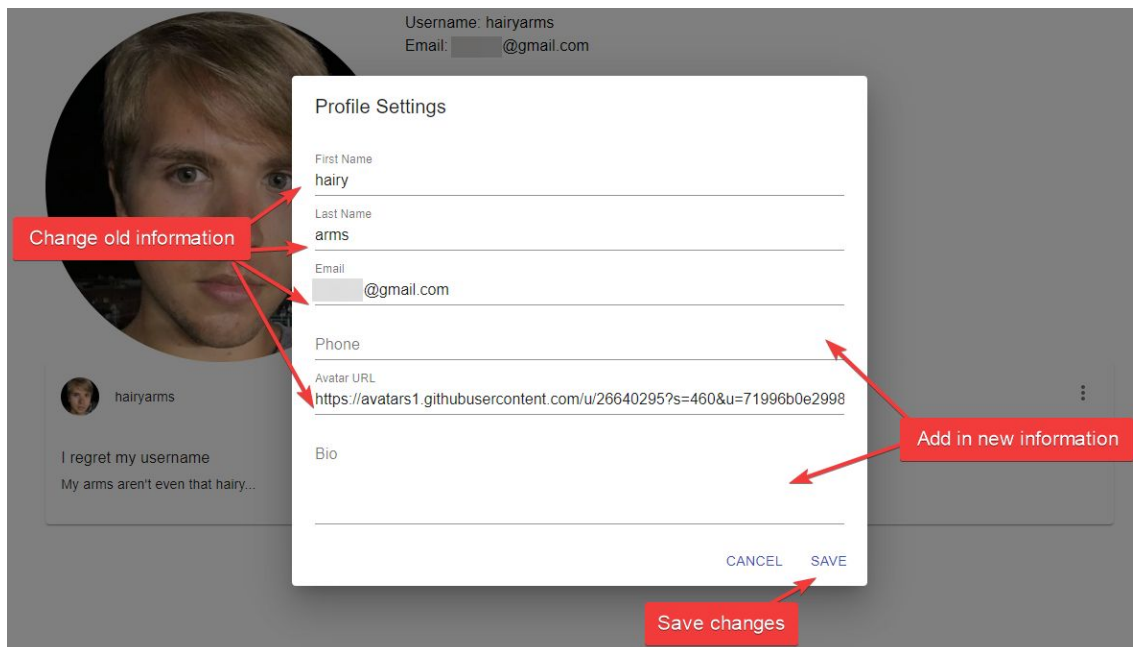 Username: hairyarms
Email: @gmail.com
Profile Settings
First Name
hairy
Last Name
arms
Change old information
Email
@gmail.com
Phone
Avatar URL
https://avatars1.githubusercontent.com/u/26640295?s=460&u=71996b0e2998
hairyarms
Add in new information
Bio
I regret my username
My arms aren't even that hairy...
CANCEL SAVE
Save changes